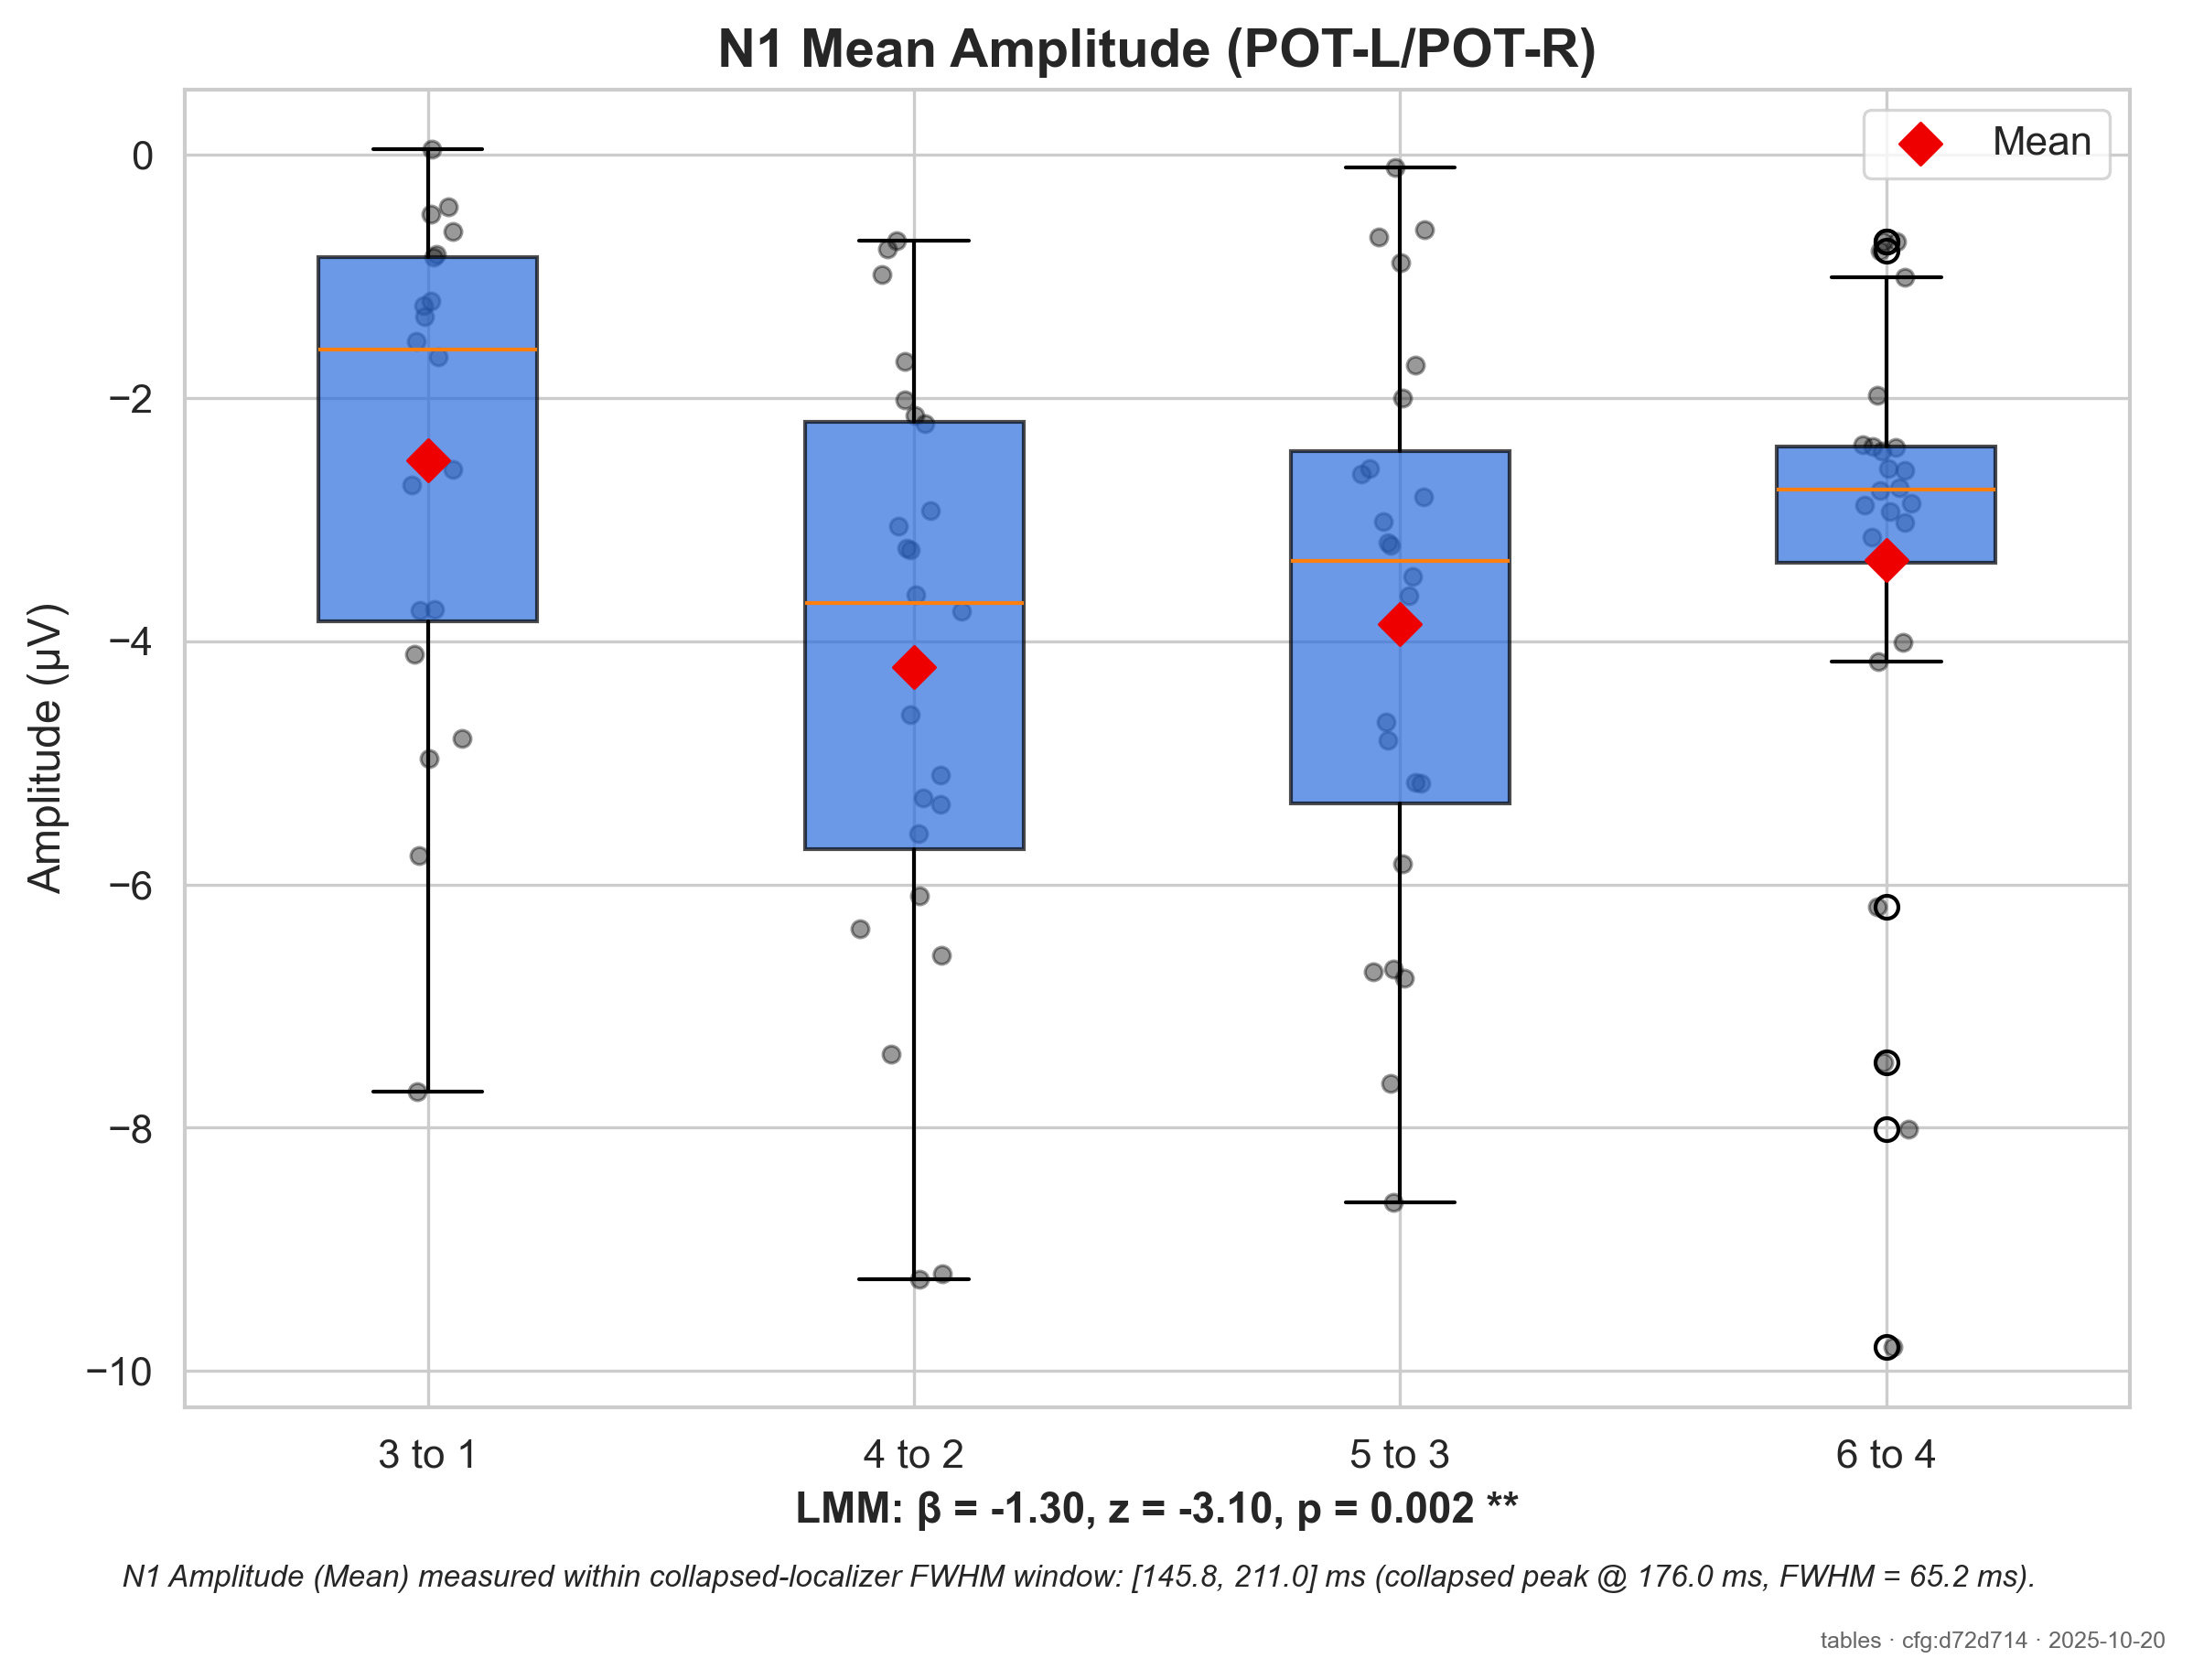 N1 Mean Amplitude (POT-L/POT-R)
Mean
0
−2
−4
−6
−8
−10
Amplitude (µV)
3 to 1
4 to 2
5 to 3
6 to 4
LMM: β = -1.30, z = -3.10, p = 0.002 **
N1 Amplitude (Mean) measured within collapsed-localizer FWHM window: [145.8, 211.0] ms (collapsed peak @ 176.0 ms, FWHM = 65.2 ms).
tables · cfg:d72d714 · 2025-10-20